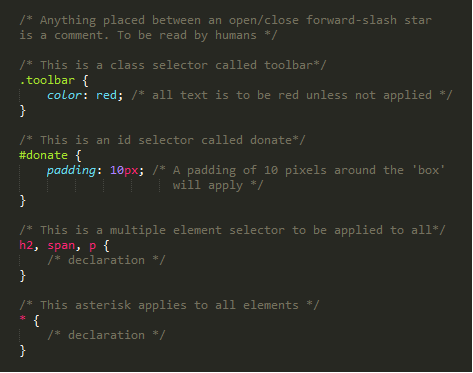 /* Anything placed between an open/close forward-slash star
is a comment. To be read by humans */
/* This is a class selector called toolbar*/
.toolbar {
color: red; /* all text is to be red unless not applied */
}
/* This is an id selector called donate*/
#donate {
padding: 10px; /* A padding of 10 pixels around the 'box'
will apply */
}
/* This is a multiple element selector to be applied to all*/
h2, span, p {
/* declaration */
}
/* This asterisk applies to all elements */
* {
/* declaration */
}